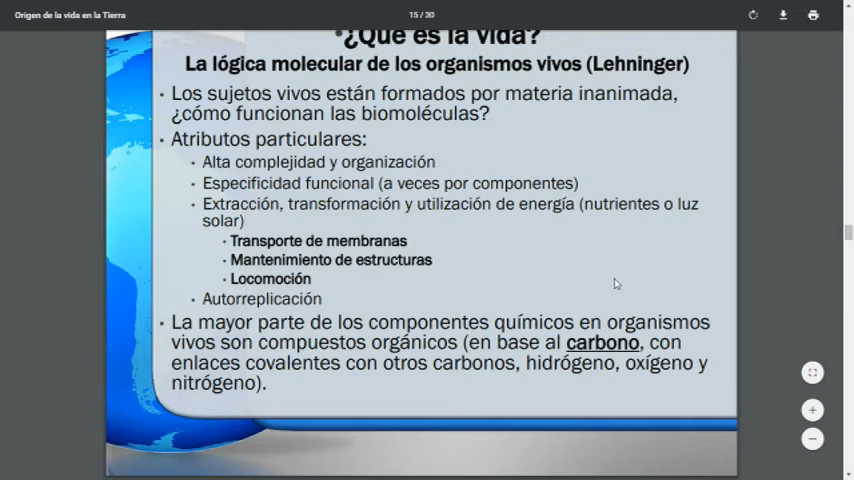 Origen de la vida en la Tierra
15 / 30
•¿Qué es la vida?
La lógica molecular de los organismos vivos (Lehninger)
• Los sujetos vivos están formados por materia inanimada,
¿cómo funcionan las biomoléculas?
• Atributos particulares:
• Alta complejidad y organización
• Especificidad funcional (a veces por componentes)
• Extracción, transformación y utilización de energía (nutrientes o luz
solar)
• Transporte de membranas
• Mantenimiento de estructuras
• Locomoción
• Autorreplicación
• La mayor parte de los componentes químicos en organismos
vivos son compuestos orgánicos (en base al carbono, con
enlaces covalentes con otros carbonos, hidrógeno, oxígeno y
nitrógeno).